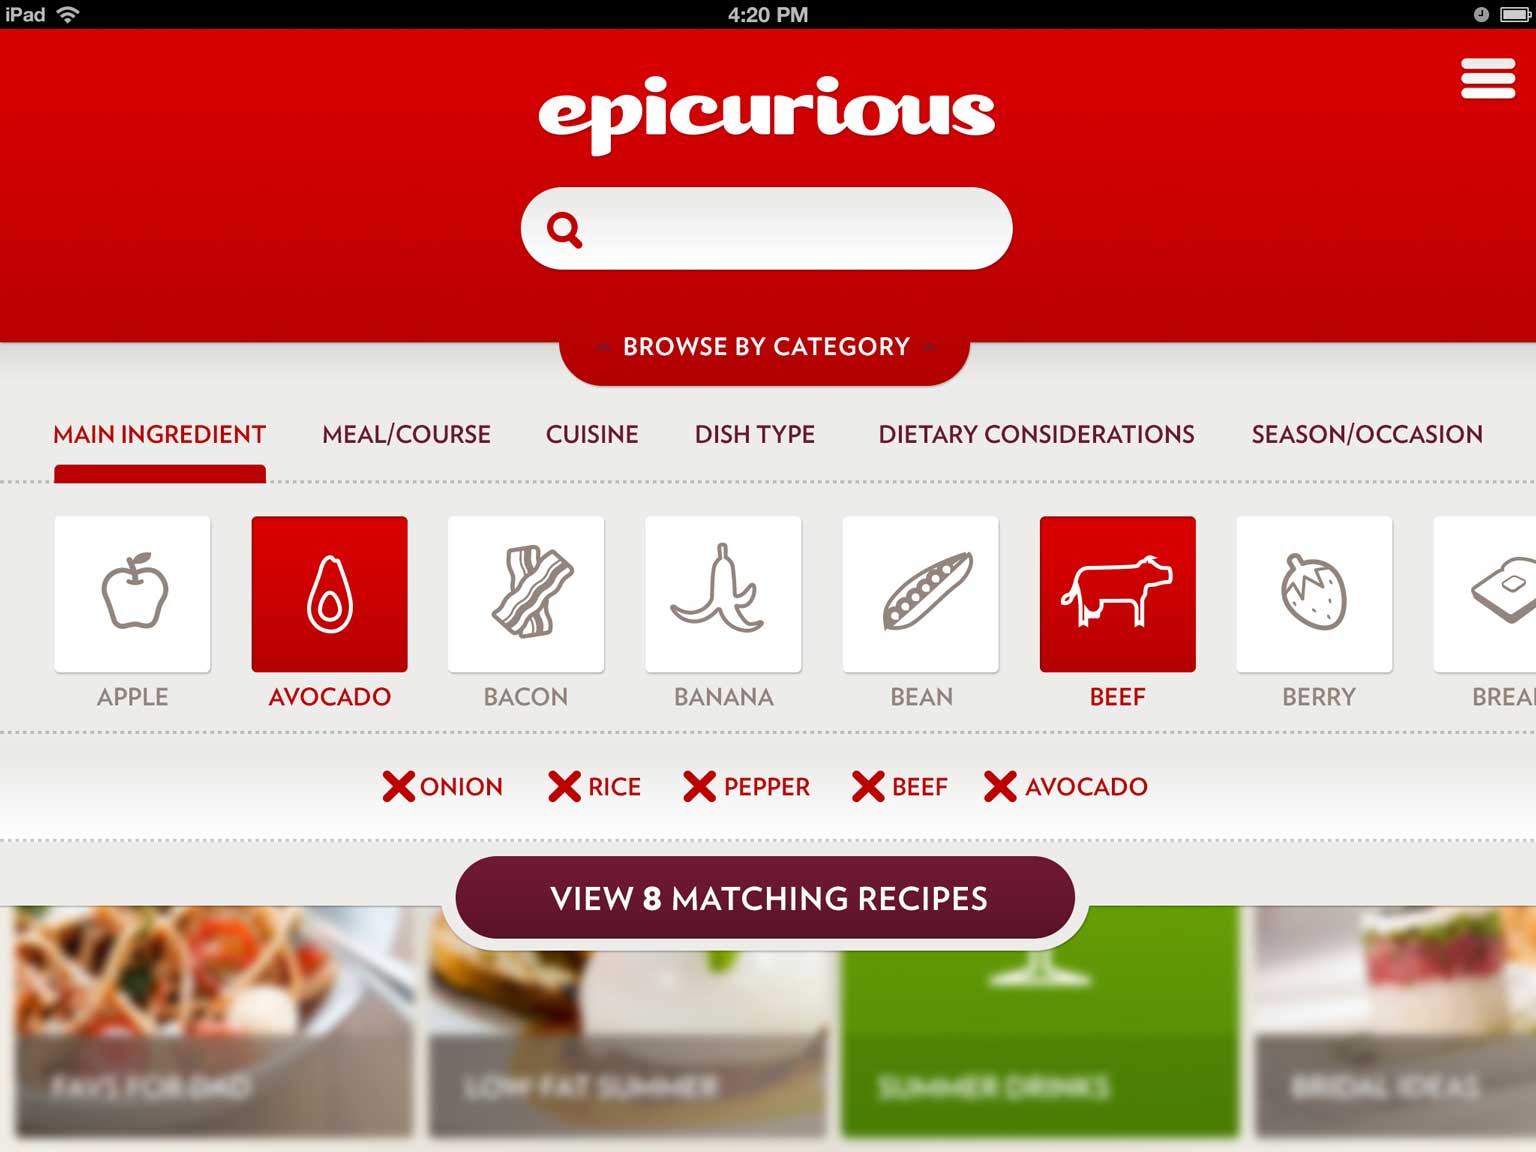 iPad 4:20 PM
epicurious
BROWSE BY CATEGORY
MAIN INGREDIENT MEAL/COURSE CUISINE DISH TYPE DIETARY CONSIDERATIONS SEASON/OCCASION
APPLE AVOCADO BACON BANANA BEAN BEEF BERRY BREA
ONION RICE PEPPER BEEF AVOCADO
VIEW 8 MATCHING RECIPES
FAVS FOR DAD LOW FAT SUMMER SUMMER DRINKS BRIDAL IDEAS